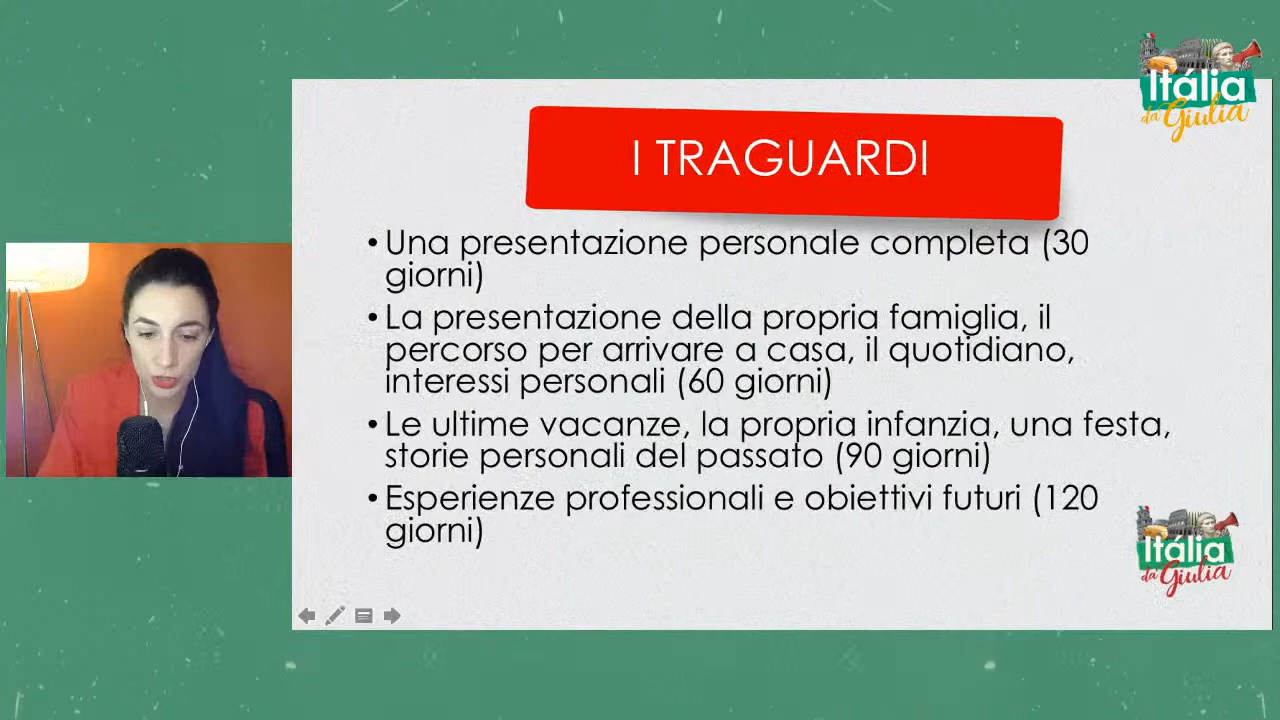 Itália
da Giulia
I TRAGUARDI
• Una presentazione personale completa (30
giorni)
• La presentazione della propria famiglia, il
percorso per arrivare a casa, il quotidiano,
interessi personali (60 giorni)
• Le ultime vacanze, la propria infanzia, una festa,
storie personali del passato (90 giorni)
• Esperienze professionali e obiettivi futuri (120
giorni)
Itália
da Giulia